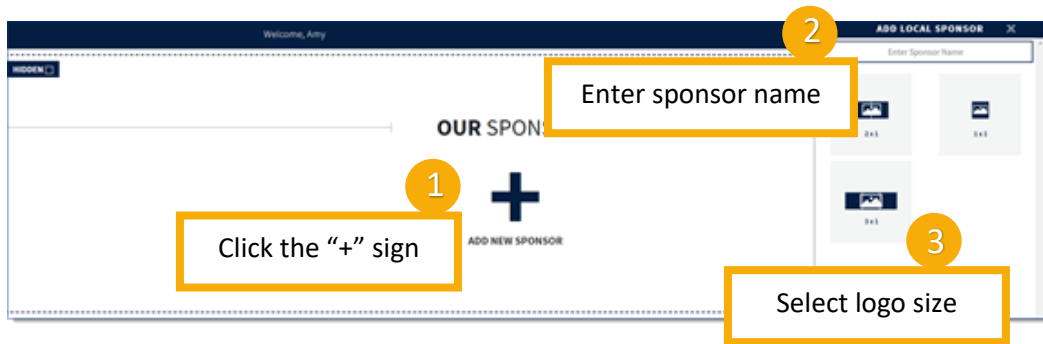 Welcome, Amy
2
ADD LOCAL SPONSOR X
Enter Sponsor Name
HIDDEN
Enter sponsor name
OUR SPONS
2x1
1x1
1
3x1
Click the “+” sign
ADD NEW SPONSOR
3
Select logo size